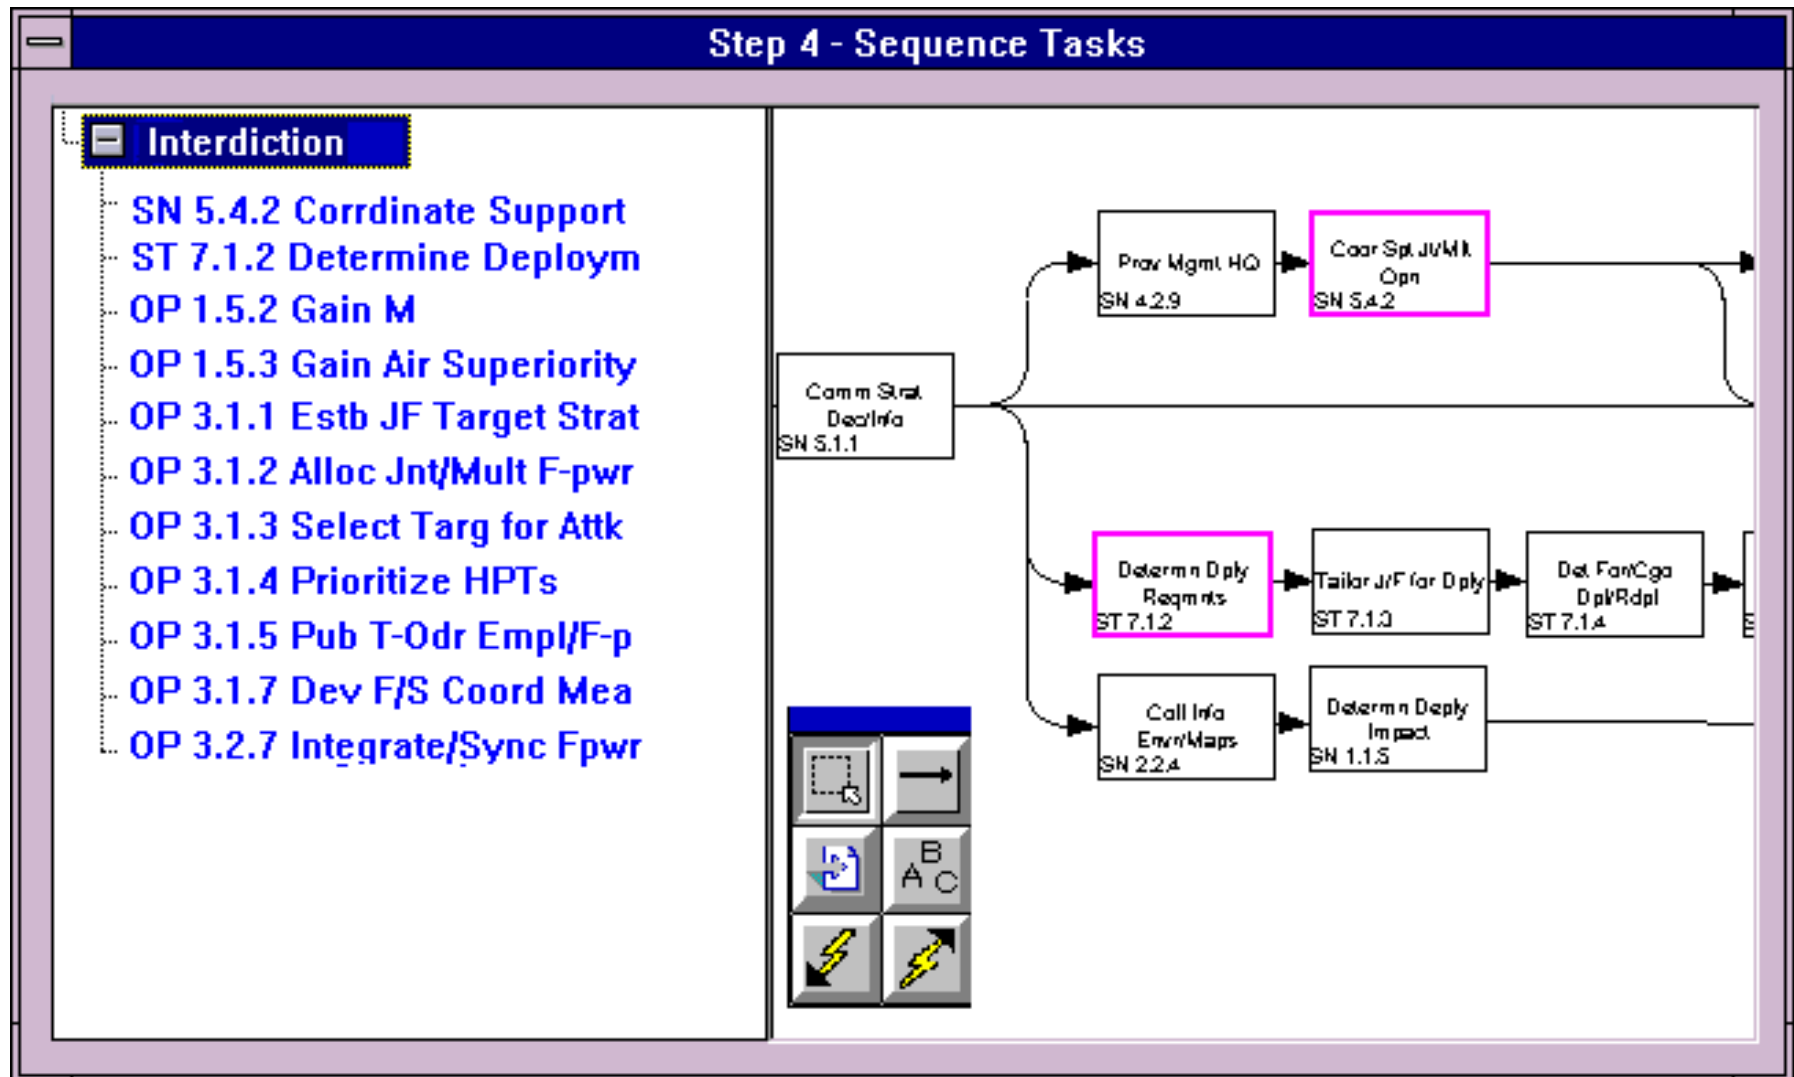 Step 4 - Sequence Tasks
Interdiction
SN 5.4.2 Corrdinate Support
ST 7.1.2 Determine Deploym
OP 1.5.2 Gain M
OP 1.5.3 Gain Air Superiority
OP 3.1.1 Estb JF Target Strat
OP 3.1.2 Alloc Jnt/Mult F-pwr
OP 3.1.3 Select Targ for Attk
OP 3.1.4 Prioritize HPTs
OP 3.1.5 Pub T-Odr Empl/F-p
OP 3.1.7 Dev F/S Coord Mea
OP 3.2.7 Integrate/Sync Fpwr
Comm Strat
Dec/Info
SN 5.1.1
Prov Mgmt HQ
SN 4.2.9
Coor Spt Jt/Mlt
Opn
SN 5.4.2
Determn Dply
Reqmnts
ST 7.1.2
Tailor J/F for Dply
ST 7.1.3
Det For/Cgo
Dpl/Rdpl
ST 7.1.4
Coll Info
Envn/Maps
SN 2.2.4
Determn Deply
Impact
SN 1.1.5
B
A C